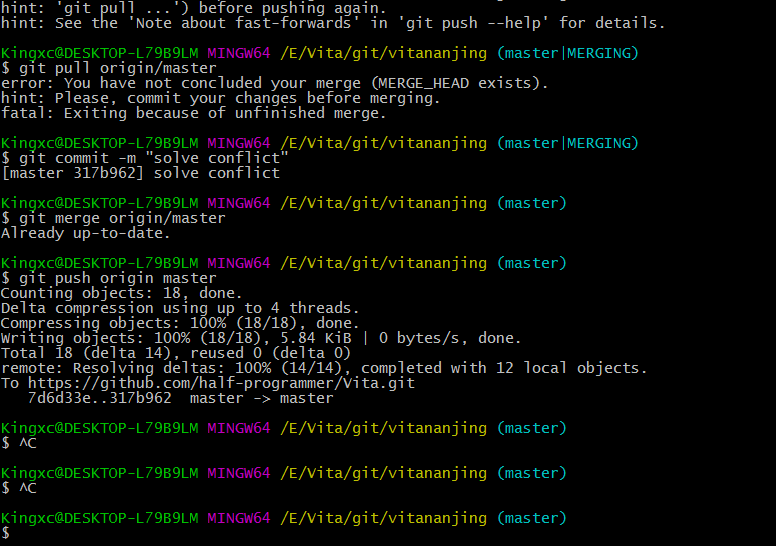 hint: 'git pull ...') before pushing again.
hint: See the 'Note about fast-forwards' in 'git push --help' for details.
Kingxc@DESKTOP-L79B9LM MINGW64 /E/Vita/git/vitananjing (master|MERGING)
$ git pull origin/master
error: You have not concluded your merge (MERGE_HEAD exists).
hint: Please, commit your changes before merging.
fatal: Exiting because of unfinished merge.
Kingxc@DESKTOP-L79B9LM MINGW64 /E/Vita/git/vitananjing (master|MERGING)
$ git commit -m "solve conflict"
[master 317b962] solve conflict
Kingxc@DESKTOP-L79B9LM MINGW64 /E/Vita/git/vitananjing (master)
$ git merge origin/master
Already up-to-date.
Kingxc@DESKTOP-L79B9LM MINGW64 /E/Vita/git/vitananjing (master)
$ git push origin master
Counting objects: 18, done.
Delta compression using up to 4 threads.
Compressing objects: 100% (18/18), done.
Writing objects: 100% (18/18), 5.84 KiB | 0 bytes/s, done.
Total 18 (delta 14), reused 0 (delta 0)
remote: Resolving deltas: 100% (14/14), completed with 12 local objects.
To https://github.com/half-programmer/Vita.git
   7d6d33e..317b962  master -> master
Kingxc@DESKTOP-L79B9LM MINGW64 /E/Vita/git/vitananjing (master)
$ ^C
Kingxc@DESKTOP-L79B9LM MINGW64 /E/Vita/git/vitananjing (master)
$ ^C
Kingxc@DESKTOP-L79B9LM MINGW64 /E/Vita/git/vitananjing (master)
$